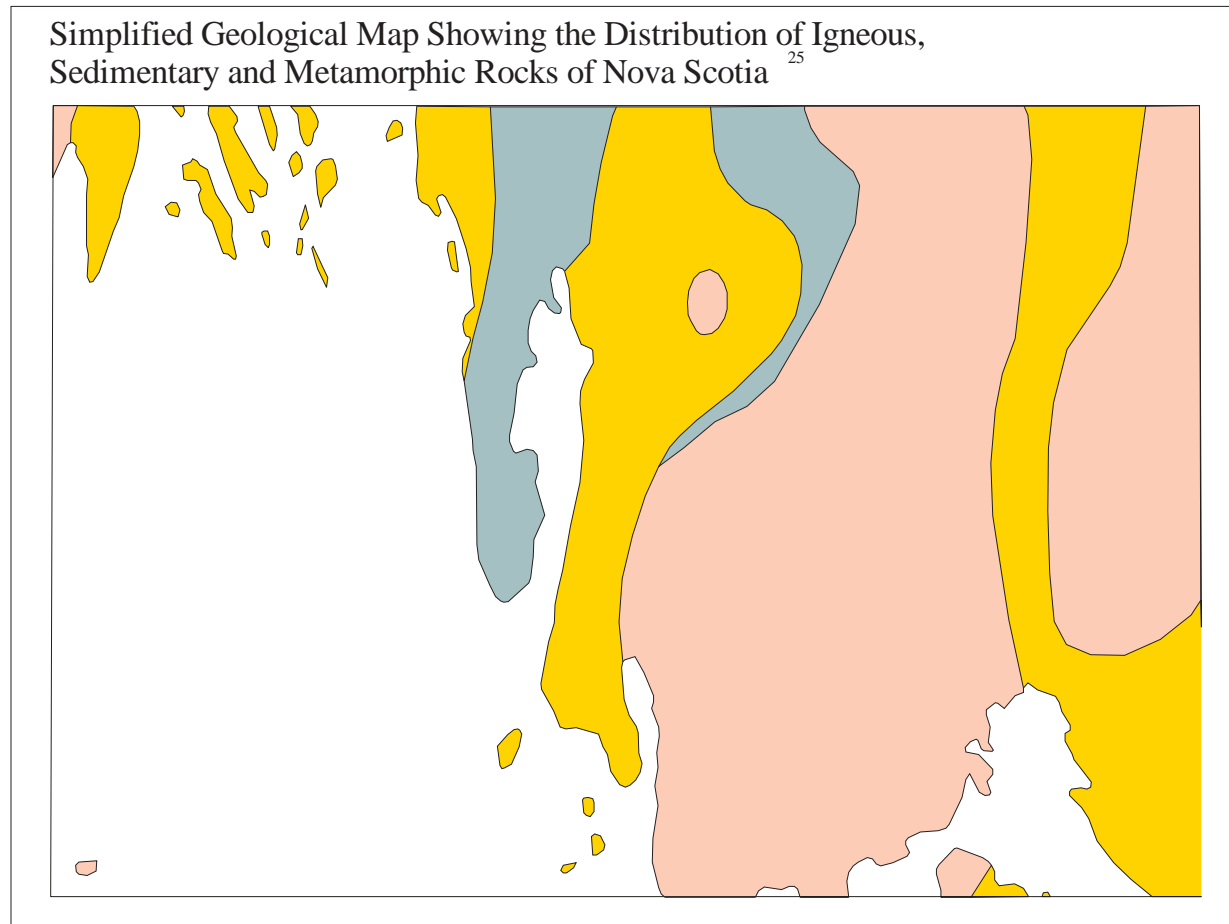 Simplified Geological Map Showing the Distribution of Igneous,
Sedimentary and Metamorphic Rocks of Nova Scotia 25